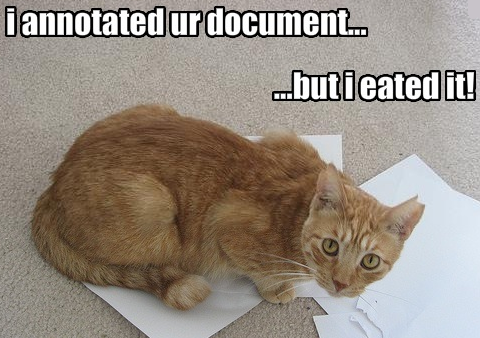 i annotated ur document...
...but i eated it!